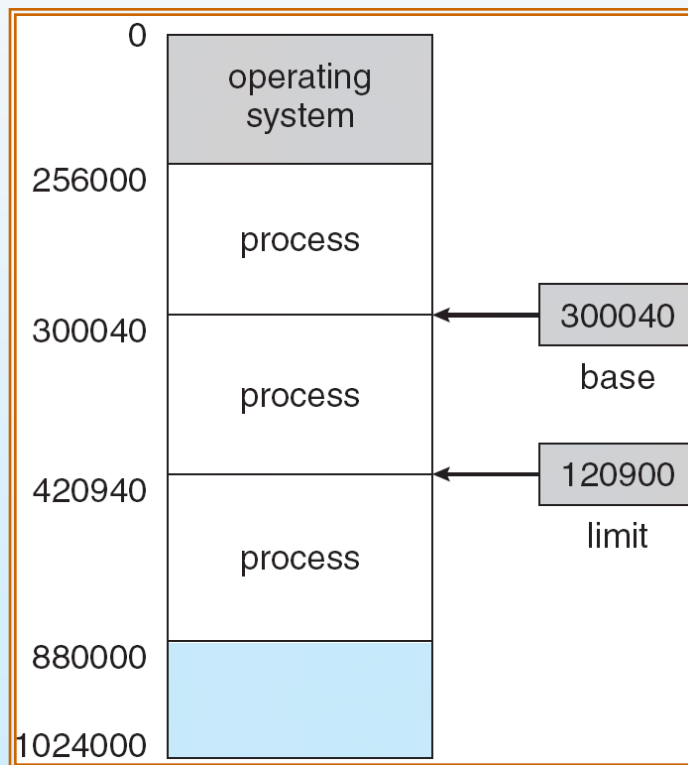 0
operating
system
256000
process
300040
300040
base
process
420940
120900
limit
process
880000
1024000